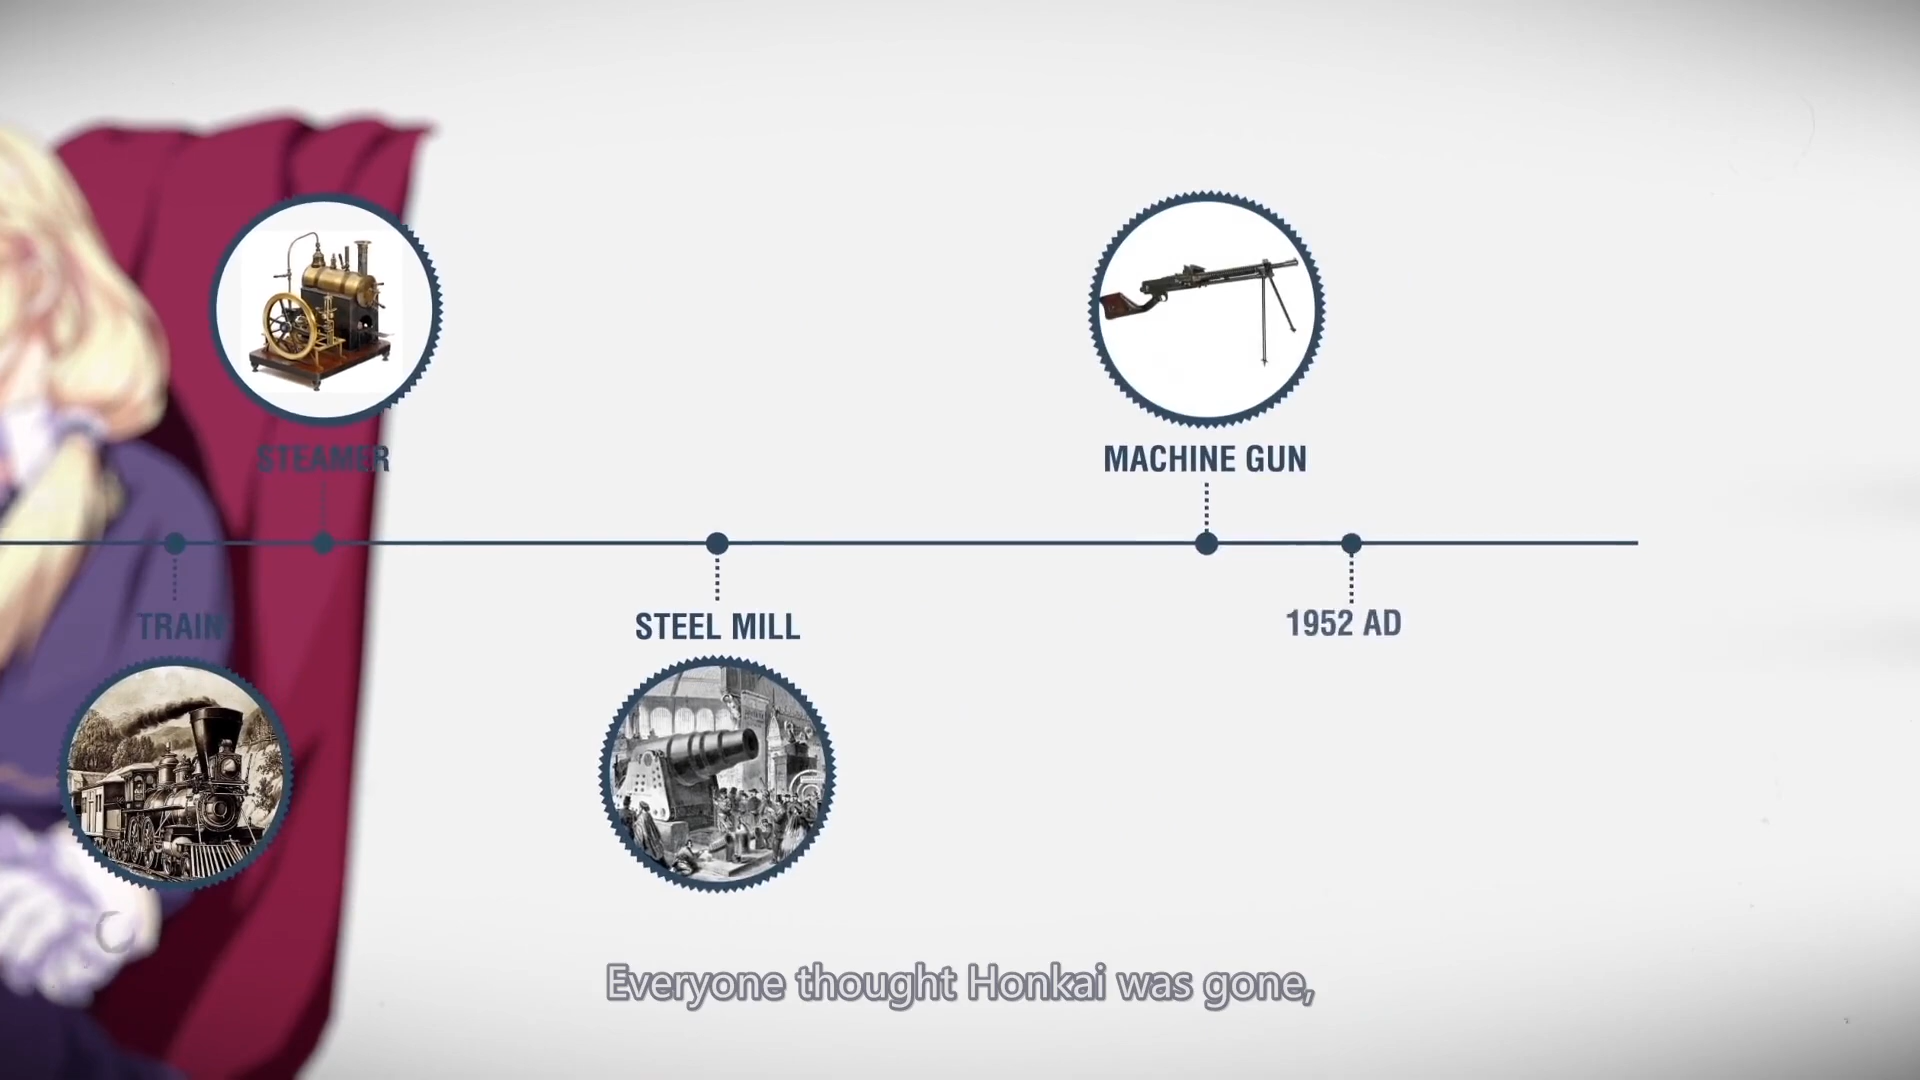 STEAMER
MACHINE GUN
TRAIN
STEEL MILL
1952 AD
Everyone thought Honkai was gone,